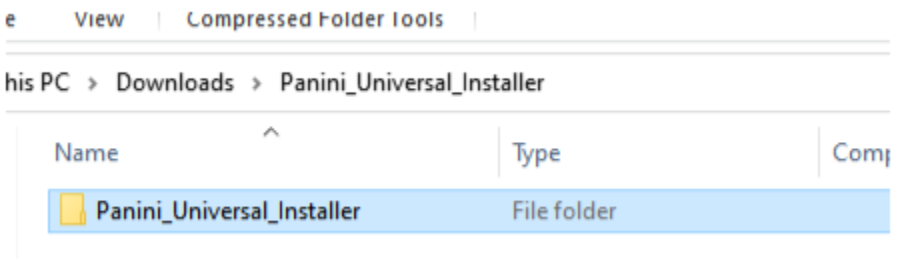 e View Compressed Folder Tools
his PC > Downloads > Panini_Universal_Installer
Name Type Comp
Panini_Universal_Installer File folder